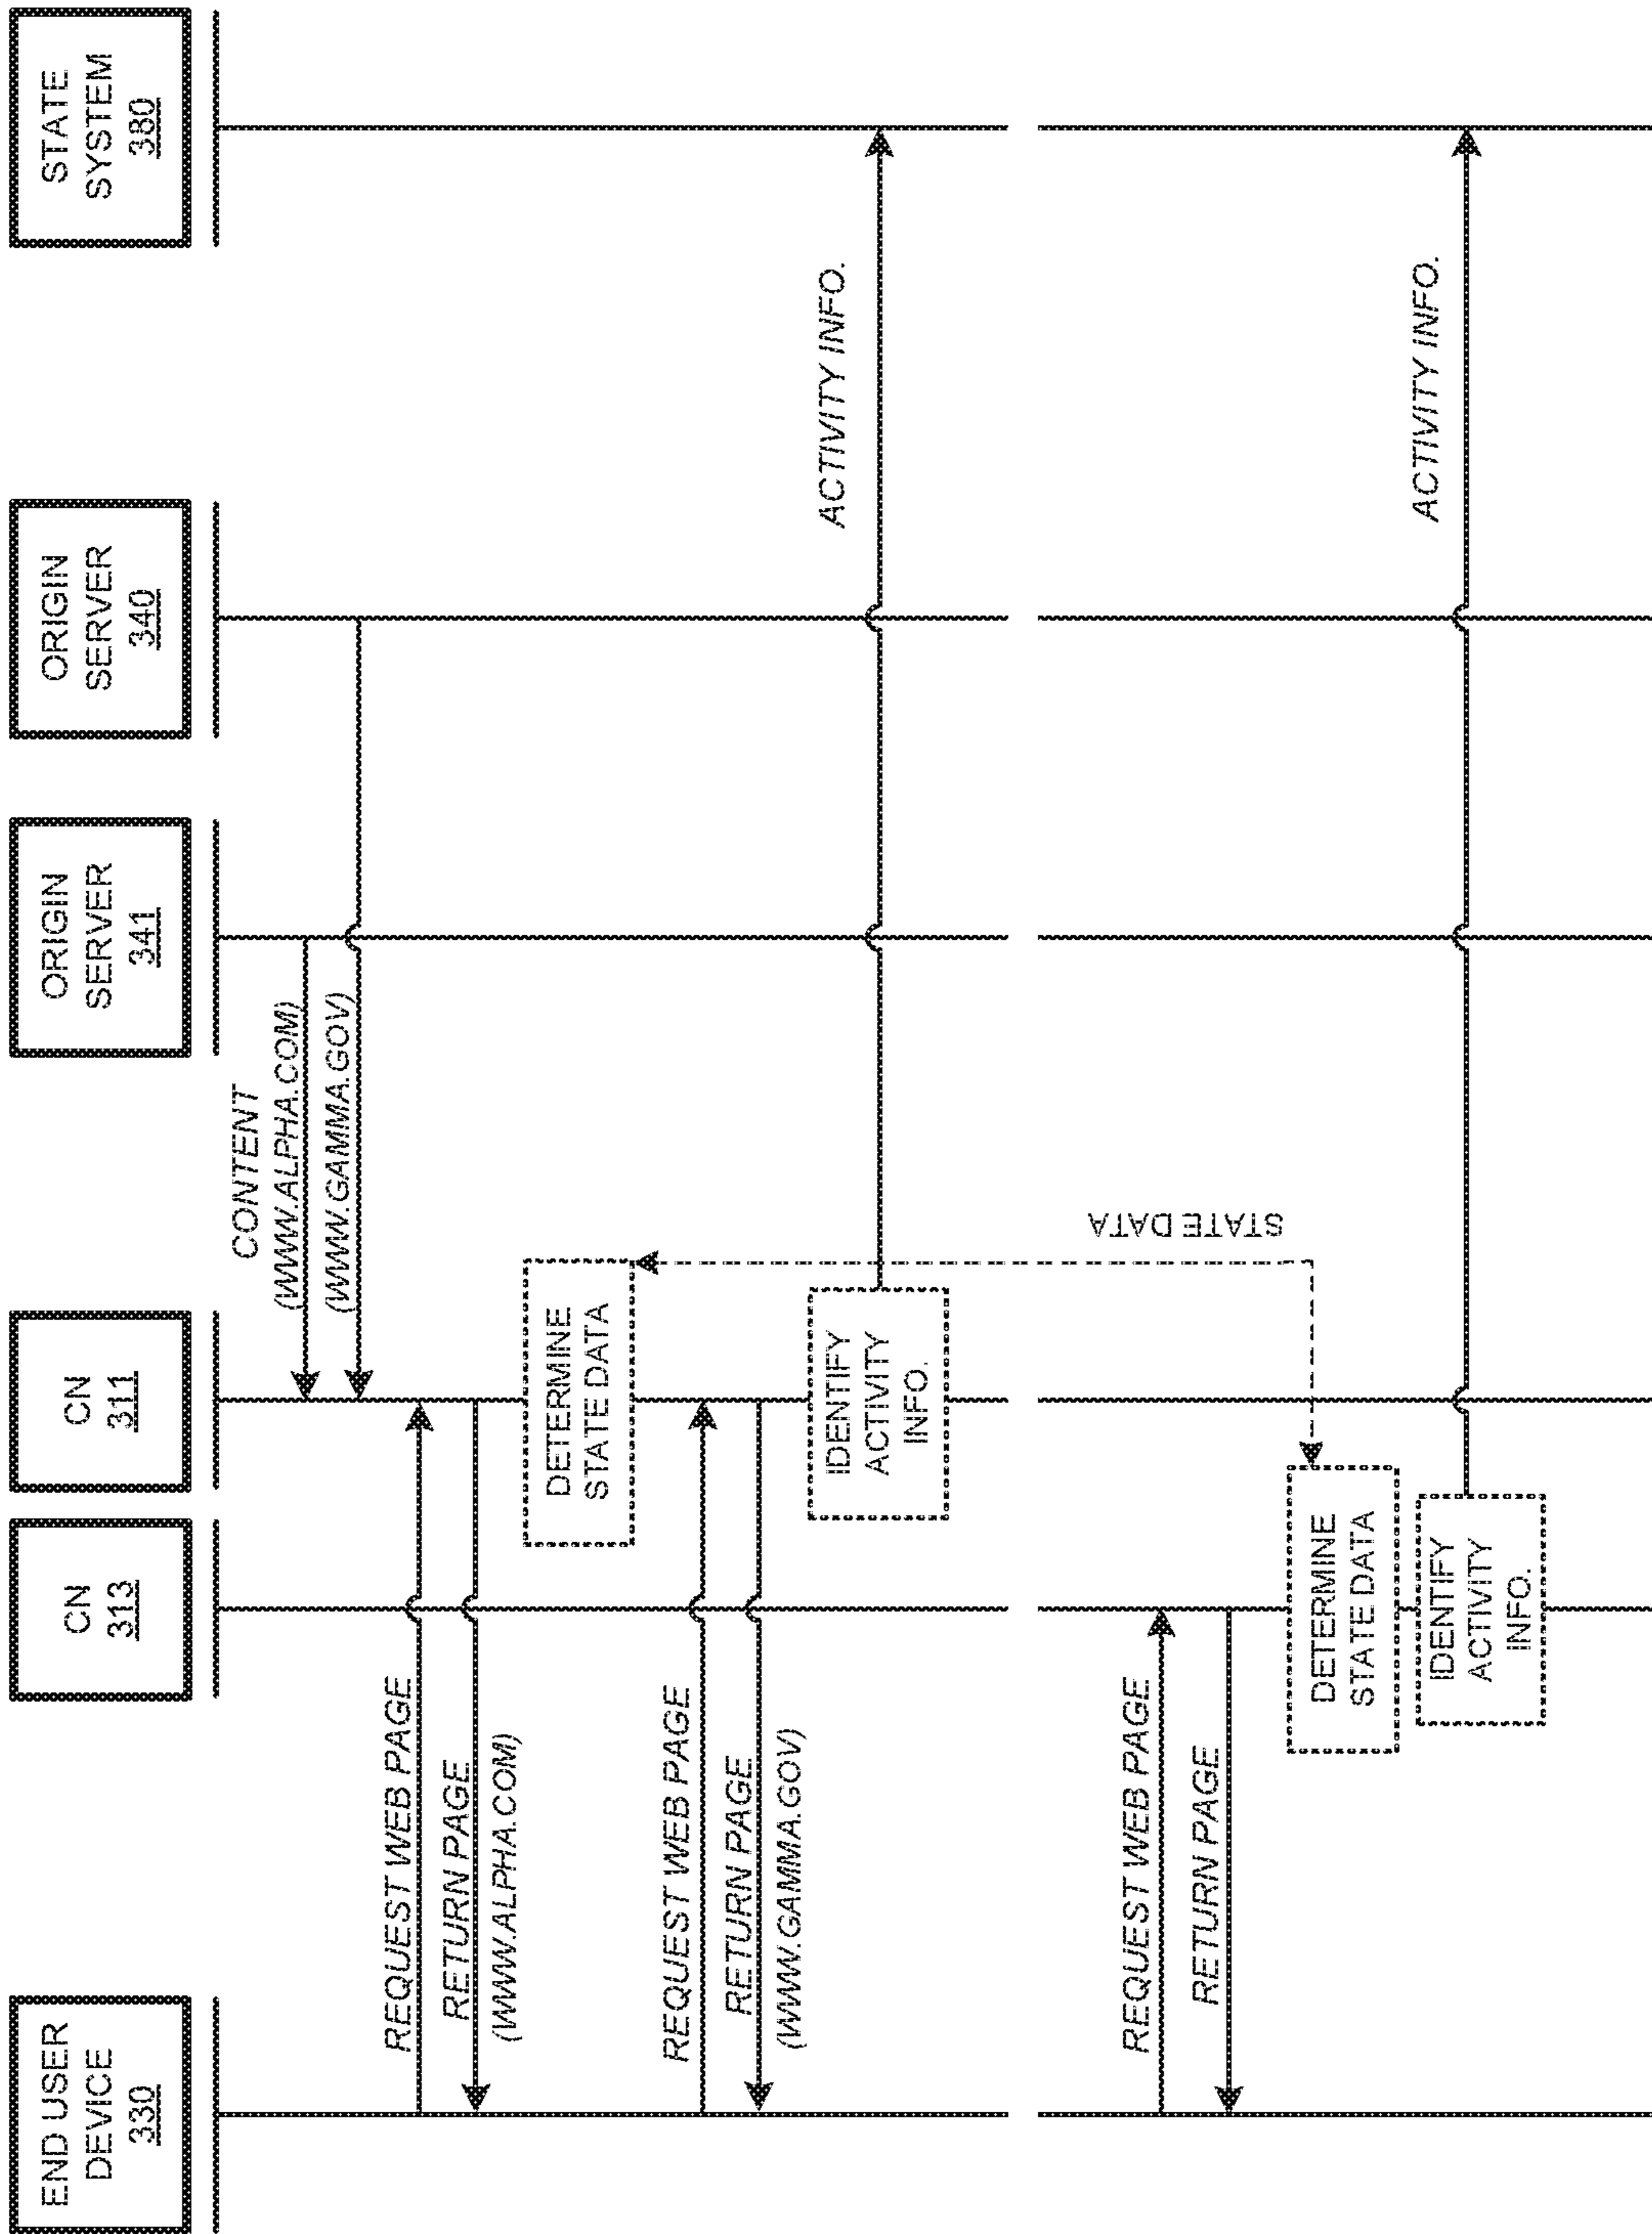 END USER
DEVICE
330
CN
313
CN
311
ORIGIN
SERVER
341
ORIGIN
SERVER
340
STATE
SYSTEM
380
CONTENT
(WWW.ALPHA.COM)
(WWW.GAMMA.GOV)
REQUEST WEB PAGE
RETURN PAGE
(WWW.ALPHA.COM)
DETERMINE
STATE DATA
REQUEST WEB PAGE
RETURN PAGE
(WWW.GAMMA.GOV)
IDENTIFY
ACTIVITY
INFO.
ACTIVITY INFO.
STATE DATA
REQUEST WEB PAGE
RETURN PAGE
DETERMINE
STATE DATA
IDENTIFY
ACTIVITY
INFO.
ACTIVITY INFO.